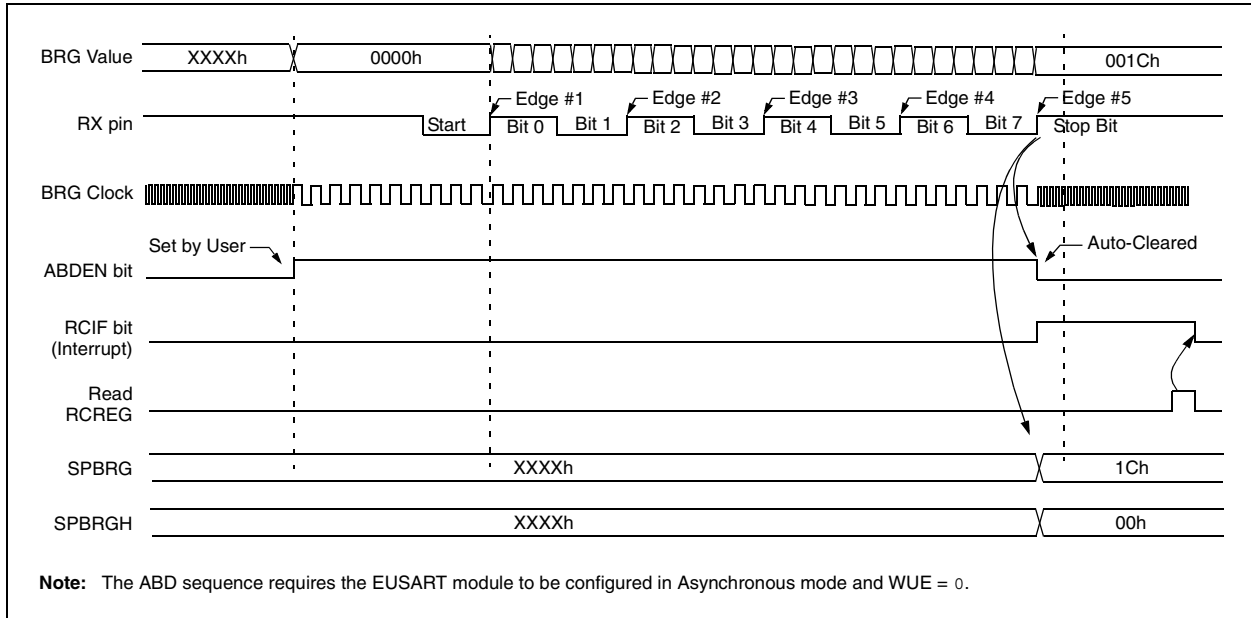 BRG Value
XXXXh
0000h
001Ch
Edge #1
Edge #2
Edge #3
Edge #4
Edge #5
RX pin
Start
Bit 0
Bit 1
Bit 2
Bit 3
Bit 4
Bit 5
Bit 6
Bit 7
Stop Bit
BRG Clock
Set by User
Auto-Cleared
ABDEN bit
RCIF bit
(Interrupt)
Read
RCREG
SPBRG
XXXXh
1Ch
SPBRGH
XXXXh
00h
Note: The ABD sequence requires the EUSART module to be configured in Asynchronous mode and WUE = 0.